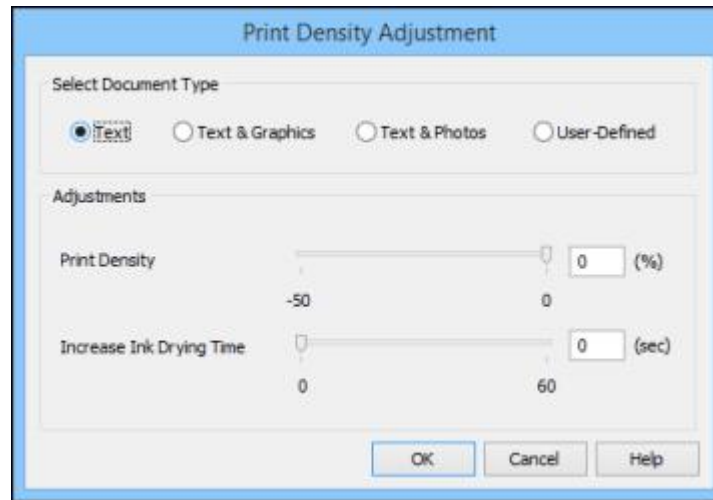 Print Density Adjustment
Select Document Type
Text Text & Graphics Text & Photos User-Defined
Adjustments
Print Density 0 (%)
-50 0
Increase Ink Drying Time 0 (sec)
0 60
OK Cancel Help